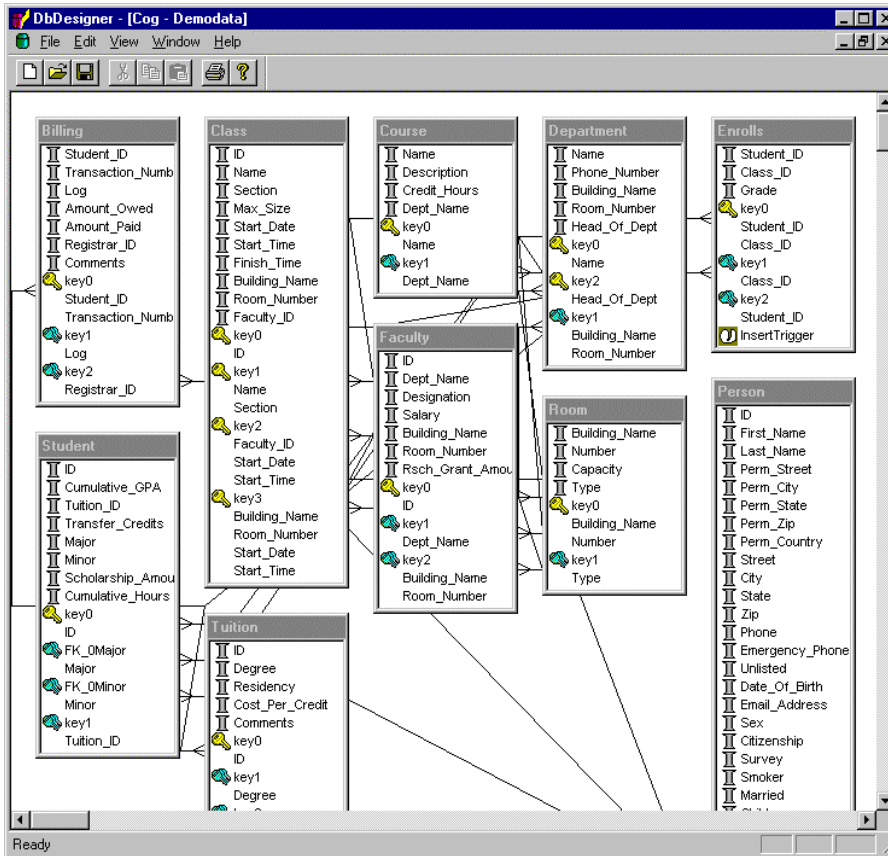 DbDesigner - [Cog - Demodata]
File Edit View Window Help
Billing
Student_ID
Transaction_Numb
Log
Amount_Owed
Amount_Paid
Registrar_ID
Comments
key0
Student_ID
Transaction_Numb
key1
Log
key2
Registrar_ID
Class
ID
Name
Section
Max_Size
Start_Date
Start_Time
Finish_Time
Building_Name
Room_Number
Faculty_ID
key0
ID
key1
Name
Section
key2
Faculty_ID
Start_Date
Start_Time
key3
Building_Name
Room_Number
Start_Date
Start_Time
Course
Name
Description
Credit_Hours
Dept_Name
key0
Name
key1
Dept_Name
Department
Name
Phone_Number
Building_Name
Room_Number
Head_Of_Dept
key0
Name
key2
Head_Of_Dept
key1
Building_Name
Room_Number
Enrolls
Student_ID
Class_ID
Grade
key0
Student_ID
Class_ID
key1
Class_ID
key2
Student_ID
InsertTrigger
Student
ID
Cumulative_GPA
Tuition_ID
Transfer_Credits
Major
Minor
Scholarship_Amou
Cumulative_Hours
key0
ID
FK_0Major
Major
FK_0Minor
Minor
key1
Tuition_ID
Tuition
ID
Degree
Residency
Cost_Per_Credit
Comments
key0
ID
key1
Degree
Faculty
ID
Dept_Name
Designation
Salary
Building_Name
Room_Number
Rsch_Grant_Amou
key0
ID
key1
Dept_Name
key2
Building_Name
Room_Number
Room
Building_Name
Number
Capacity
Type
key0
Building_Name
Number
key1
Type
Person
ID
First_Name
Last_Name
Perm_Street
Perm_City
Perm_State
Perm_Zip
Perm_Country
Street
City
State
Zip
Phone
Emergency_Phone
Unlisted
Date_Of_Birth
Email_Address
Sex
Citizenship
Survey
Smoker
Married
Ready